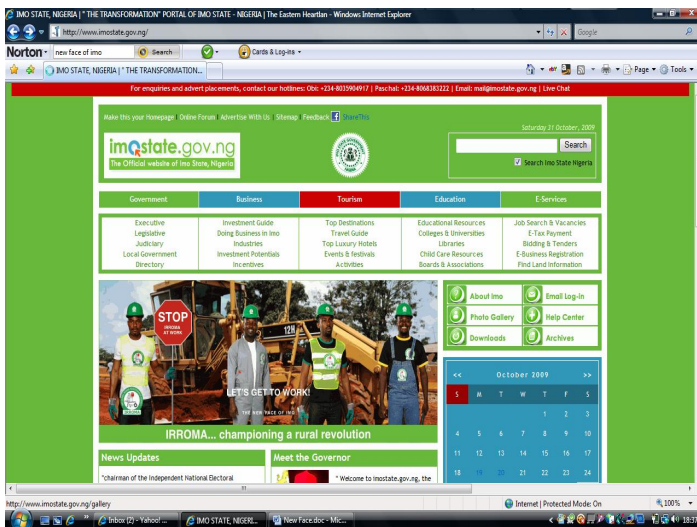 IMO STATE, NIGERIA | " THE TRANSFORMATION" PORTAL OF IMO STATE - NIGERIA | The Eastern Heartlan - Windows Internet Explorer
http://www.imostate.gov.ng/
Google
Norton
new face of imo
Search
Cards & Log-ins
IMO STATE, NIGERIA | " THE TRANSFORMATION...
Page
Tools
For enquiries and advert placements, contact our hotlines: Obi: +234-8035904917 | Paschal: +234-8068383222 | Email: mail@imostate.gov.ng | Live Chat
Make this your Homepage | Online Forum | Advertise With Us | Sitemap | Feedback ShareThis
Saturday 31 October, 2009
imostate.gov.ng
The Official website of Imo State, Nigeria
Search
Search Imo State Nigeria
Government Business Tourism Education E-Services
Executive Investment Guide Top Destinations Educational Resources Job Search & Vacancies
Legislative Doing Business in Imo Travel Guide Colleges & Universities E-Tax Payment
Judiciary Industries Top Luxury Hotels Libraries Bidding & Tenders
Local Government Investment Potentials Events & festivals Child Care Resources E-Business Registration
Directory Incentives Activities Boards & Associations Find Land Information
STOP
IRROMA
AT WORK
12H
LET'S GET TO WORK!
THE NEW FACE OF IMO
IRROMA... championing a rural revolution
About Imo Email Log-in
Photo Gallery Help Center
Downloads Archives
<< October 2009 >>
S M T W T F S
1 2 3
4 5 6 7 8 9 10
11 12 13 14 15 16 17
18 19 20 21 22 23 24
News Updates
Meet the Governor
"chairman of the Independent National Electoral
" Welcome to imostate.gov.ng, the
http://www.imostate.gov.ng/gallery
Internet | Protected Mode: On
100%
Inbox (2) - Yahoo! ...
IMO STATE, NIGERI...
New Face.doc - Mic...
18:31